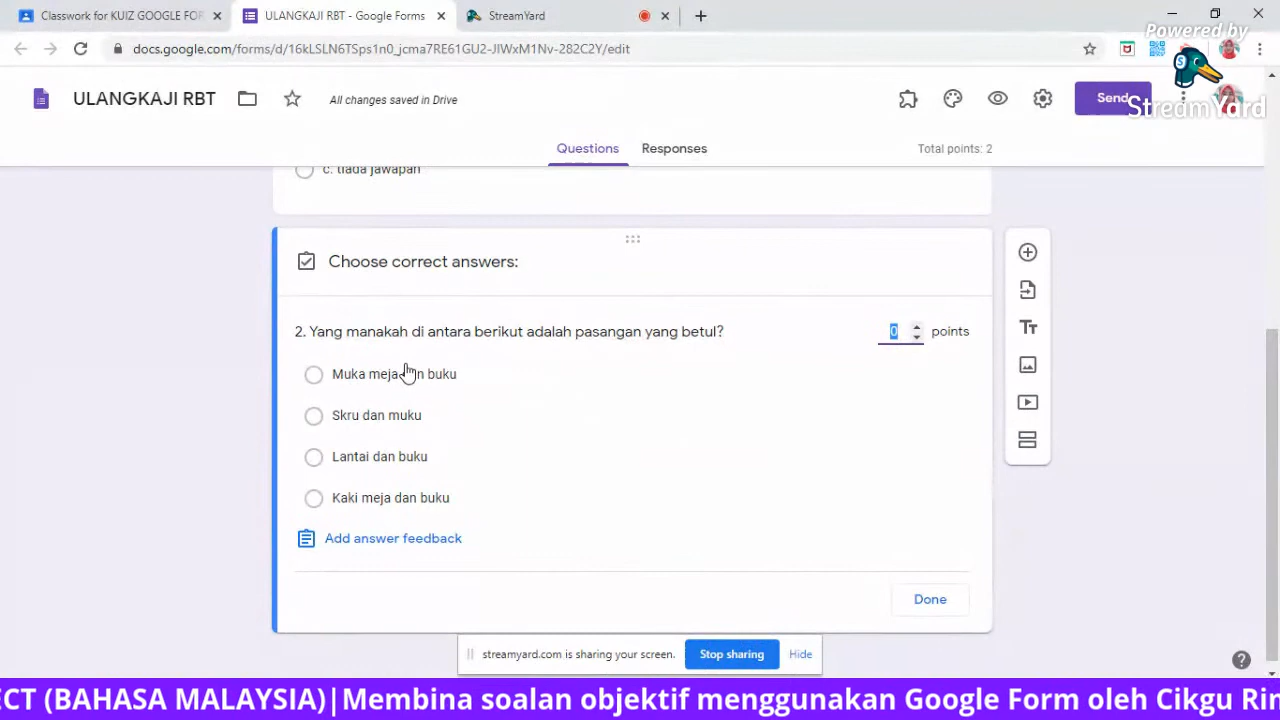 Classwork for KUIZ GOOGLE FOR
ULANGKAJI RBT - Google Forms
StreamYard
docs.google.com/forms/d/16kLSLN6TSps1n0_jcma7RE61GU2-JIWxM1Nv-282C2Y/edit
Powered by
StreamYard
ULANGKAJI RBT
All changes saved in Drive
Send
Questions
Responses
Total points: 2
c. tiada jawapan
Choose correct answers:
2. Yang manakah di antara berikut adalah pasangan yang betul?
0 points
Muka meja dan buku
Skru dan muku
Lantai dan buku
Kaki meja dan buku
Add answer feedback
Done
streamyard.com is sharing your screen.
Stop sharing
Hide
ECT (BAHASA MALAYSIA)|Membina soalan objektif menggunakan Google Form oleh Cikgu Rin